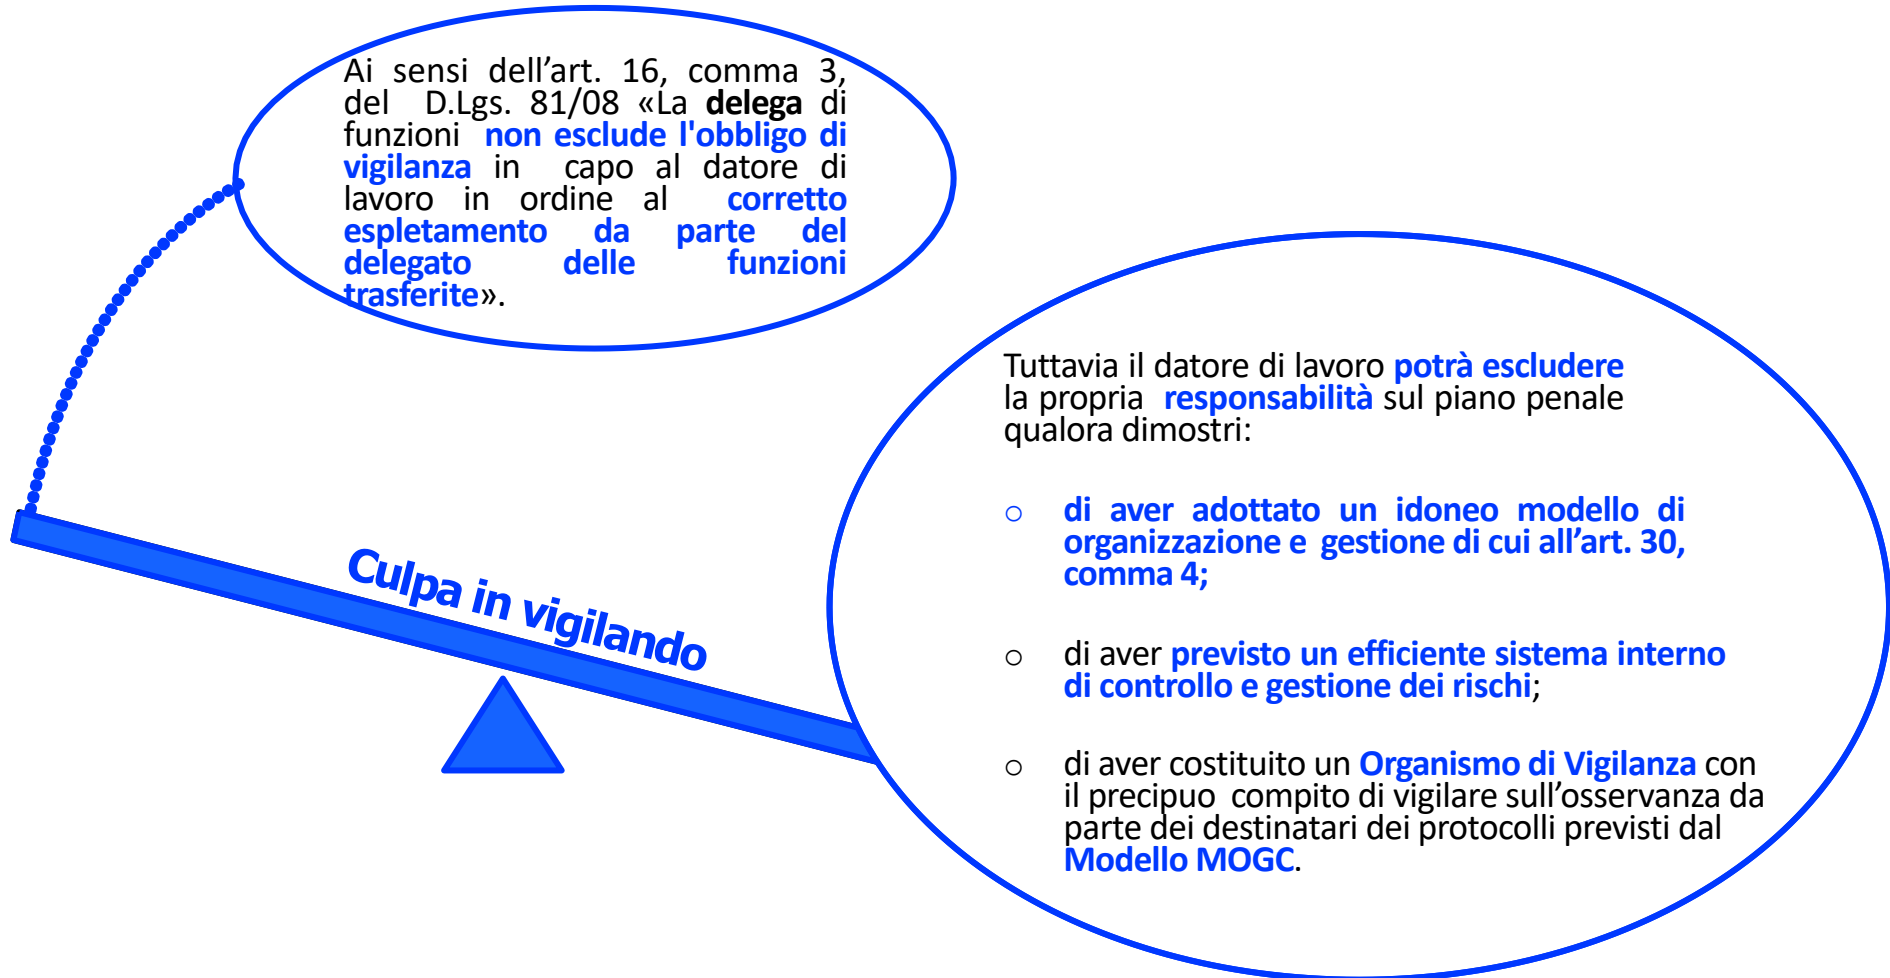 Ai sensi dell’art. 16, comma 3,
del D.Lgs. 81/08 «La delega di
funzioni non esclude l'obbligo di
vigilanza in capo al datore di
lavoro in ordine al corretto
espletamento da parte del
delegato delle funzioni
trasferite».
Culpa in vigilando
Tuttavia il datore di lavoro potrà escludere
la propria responsabilità sul piano penale
qualora dimostri:
o di aver adottato un idoneo modello di
organizzazione e gestione di cui all’art. 30,
comma 4;
o di aver previsto un efficiente sistema interno
di controllo e gestione dei rischi;
o di aver costituito un Organismo di Vigilanza con
il precipuo compito di vigilare sull’osservanza da
parte dei destinatari dei protocolli previsti dal
Modello MOGC.